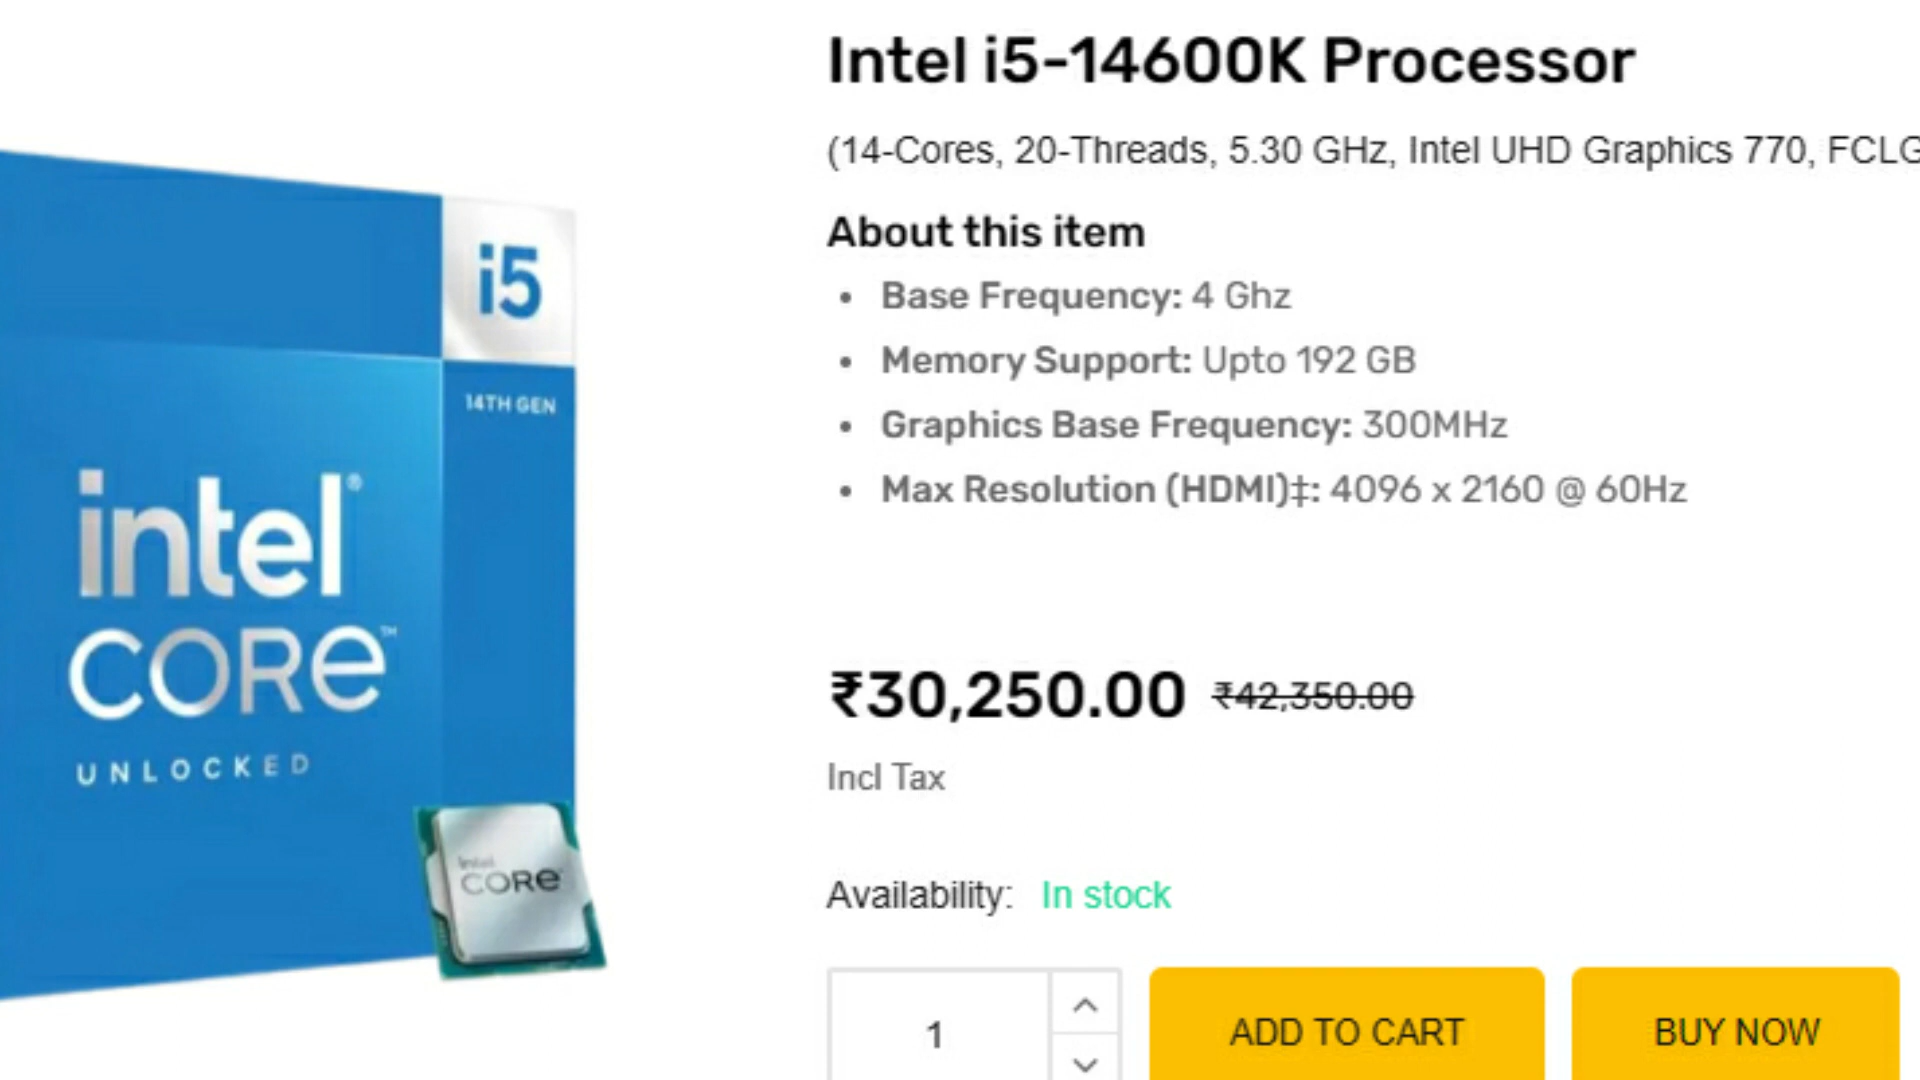 Intel i5-14600K Processor
(14-Cores, 20-Threads, 5.30 GHz, Intel UHD Graphics 770, FCLG
About this item
• Base Frequency: 4 Ghz
• Memory Support: Upto 192 GB
• Graphics Base Frequency: 300MHz
• Max Resolution (HDMI)‡: 4096 x 2160 @ 60Hz
₹30,250.00 ₹42,350.00
Incl Tax
Availability: In stock
1
ADD TO CART
BUY NOW
i5
14TH GEN
intel®
CORe™
UNLOCKED
intel
CORe